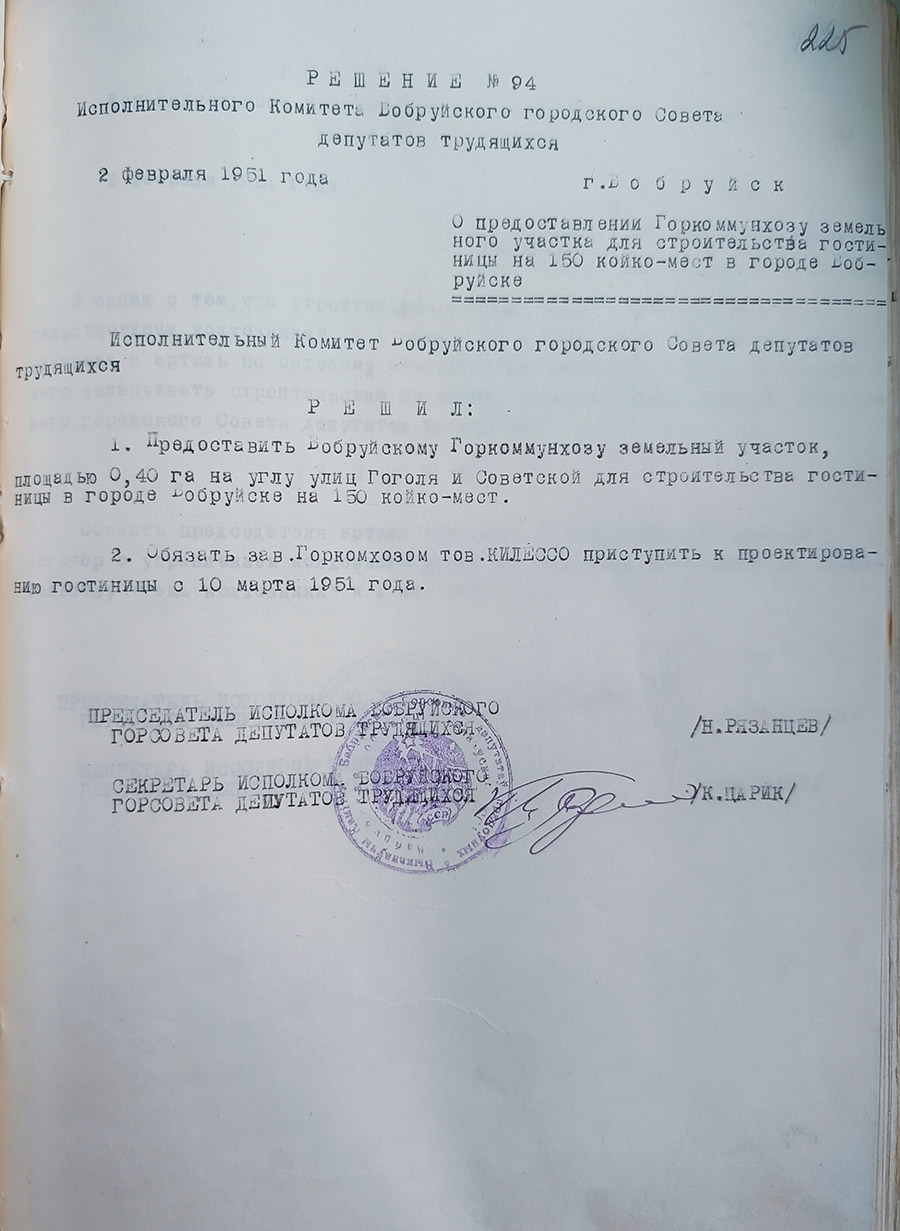 225
РЕШЕНИЕ № 94
Исполнительного Комитета Бобруйского городского Совета
депутатов трудящихся
2 февраля 1951 года
г.Бобруйск
О предоставлении Горкоммунхозу земель
ного участка для строительства гости-
ницы на 150 койко-мест в городе Боб-
руйске
=======================================
Исполнительный Комитет Бобруйского городского Совета депутатов
трудящихся
РЕШИЛ:
1. Предоставить Бобруйскому Горкоммунхозу земельный участок,
площадью 0,40 га на углу улиц Гоголя и Советской для строительства гости-
ницы в городе Бобруйске на 150 койко-мест.
2. Обязать зав.Горкомхозом тов.КИЛЕССО приступить к проектирова-
нию гостиницы с 10 марта 1951 года.
ПРЕДСЕДАТЕЛЬ ИСПОЛКОМА БОБРУЙСКОГО
ГОРСОВЕТА ДЕПУТАТОВ ТРУДЯЩИХСЯ
/Н.РЯЗАНЦЕВ/
СЕКРЕТАРЬ ИСПОЛКОМА БОБРУЙСКОГО
ГОРСОВЕТА ДЕПУТАТОВ ТРУДЯЩИХСЯ
/К.ЦАРИК/